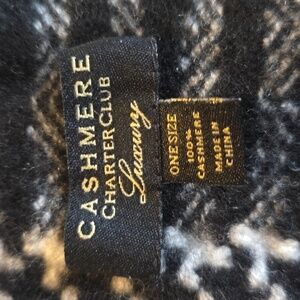 CASHMERE
CHARTER CLUB
Luxury
ONE SIZE
100%
CASHMERE
MADE IN
CHINA